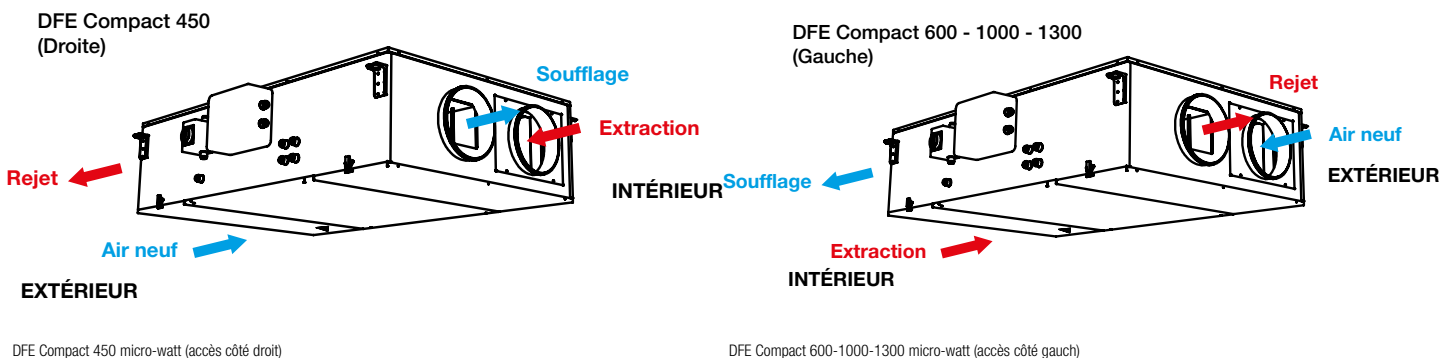 DFE Compact 450
(Droite)
Soufflage
Extraction
Rejet
INTÉRIEUR
Air neuf
EXTÉRIEUR
DFE Compact 450 micro-watt (accès côté droit)
DFE Compact 600 - 1000 - 1300
(Gauche)
Rejet
Air neuf
EXTÉRIEUR
Soufflage
Extraction
INTÉRIEUR
DFE Compact 600-1000-1300 micro-watt (accès côté gauch)